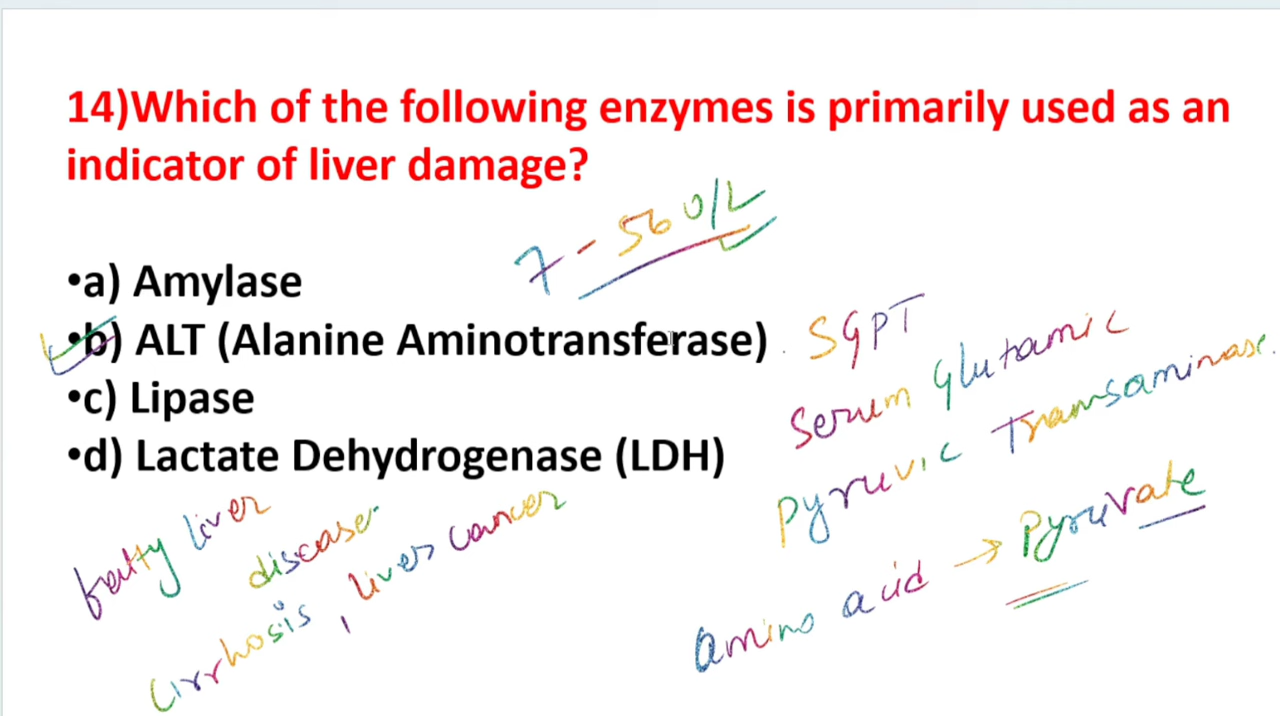 14)Which of the following enzymes is primarily used as an
indicator of liver damage?
7 - 56 U/L
•a) Amylase
•b) ALT (Alanine Aminotransferase)
SGPT
Serum Glutamic
Pyruvic Transaminase.
•c) Lipase
•d) Lactate Dehydrogenase (LDH)
fatty liver
disease.
cirrhosis, liver cancer
amino acid → Pyruvate